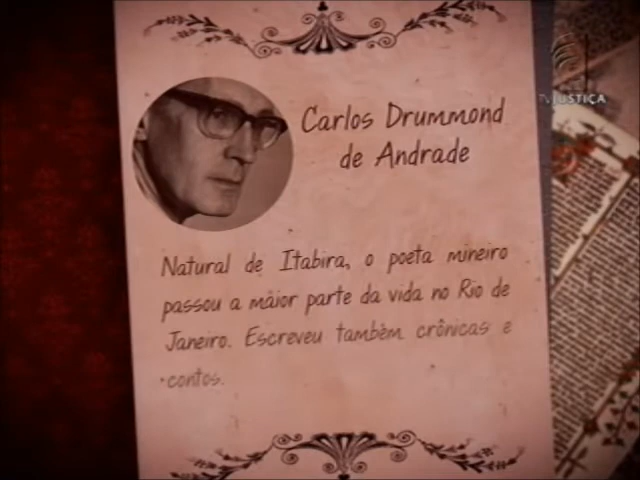 Carlos Drummond
de Andrade
TV JUSTIÇA
Natural de Itabira, o poeta mineiro
passou a maior parte da vida no Rio de
Janeiro. Escreveu também crônicas e
contos.